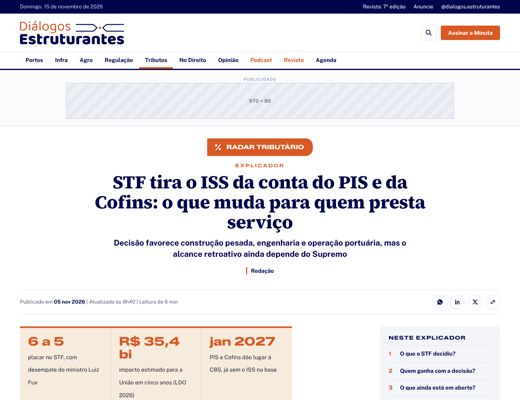 Domingo, 15 de novembro de 2026
Revista: 7ª edição
Anuncie
@dialogos.estruturantes
Diálogos
Estruturantes
Assinar a Minuta
Portos
Infra
Agro
Regulação
Tributos
No Direito
Opinião
Podcast
Revista
Agenda
PUBLICIDADE
970 × 90
RADAR TRIBUTÁRIO
EXPLICADOR
STF tira o ISS da conta do PIS e da
Cofins: o que muda para quem presta
serviço
Decisão favorece construção pesada, engenharia e operação portuária, mas o
alcance retroativo ainda depende do Supremo
Redação
Publicado em 05 nov 2026 | Atualizado às 9h40 | Leitura de 6 min
6 a 5
placar no STF, com
desempate do ministro Luiz
Fux
R$ 35,4
bi
impacto estimado para a
União em cinco anos (LDO
2026)
jan 2027
PIS e Cofins dão lugar à
CBS, já sem o ISS na base
NESTE EXPLICADOR
1 O que o STF decidiu?
2 Quem ganha com a decisão?
3 O que ainda está em aberto?